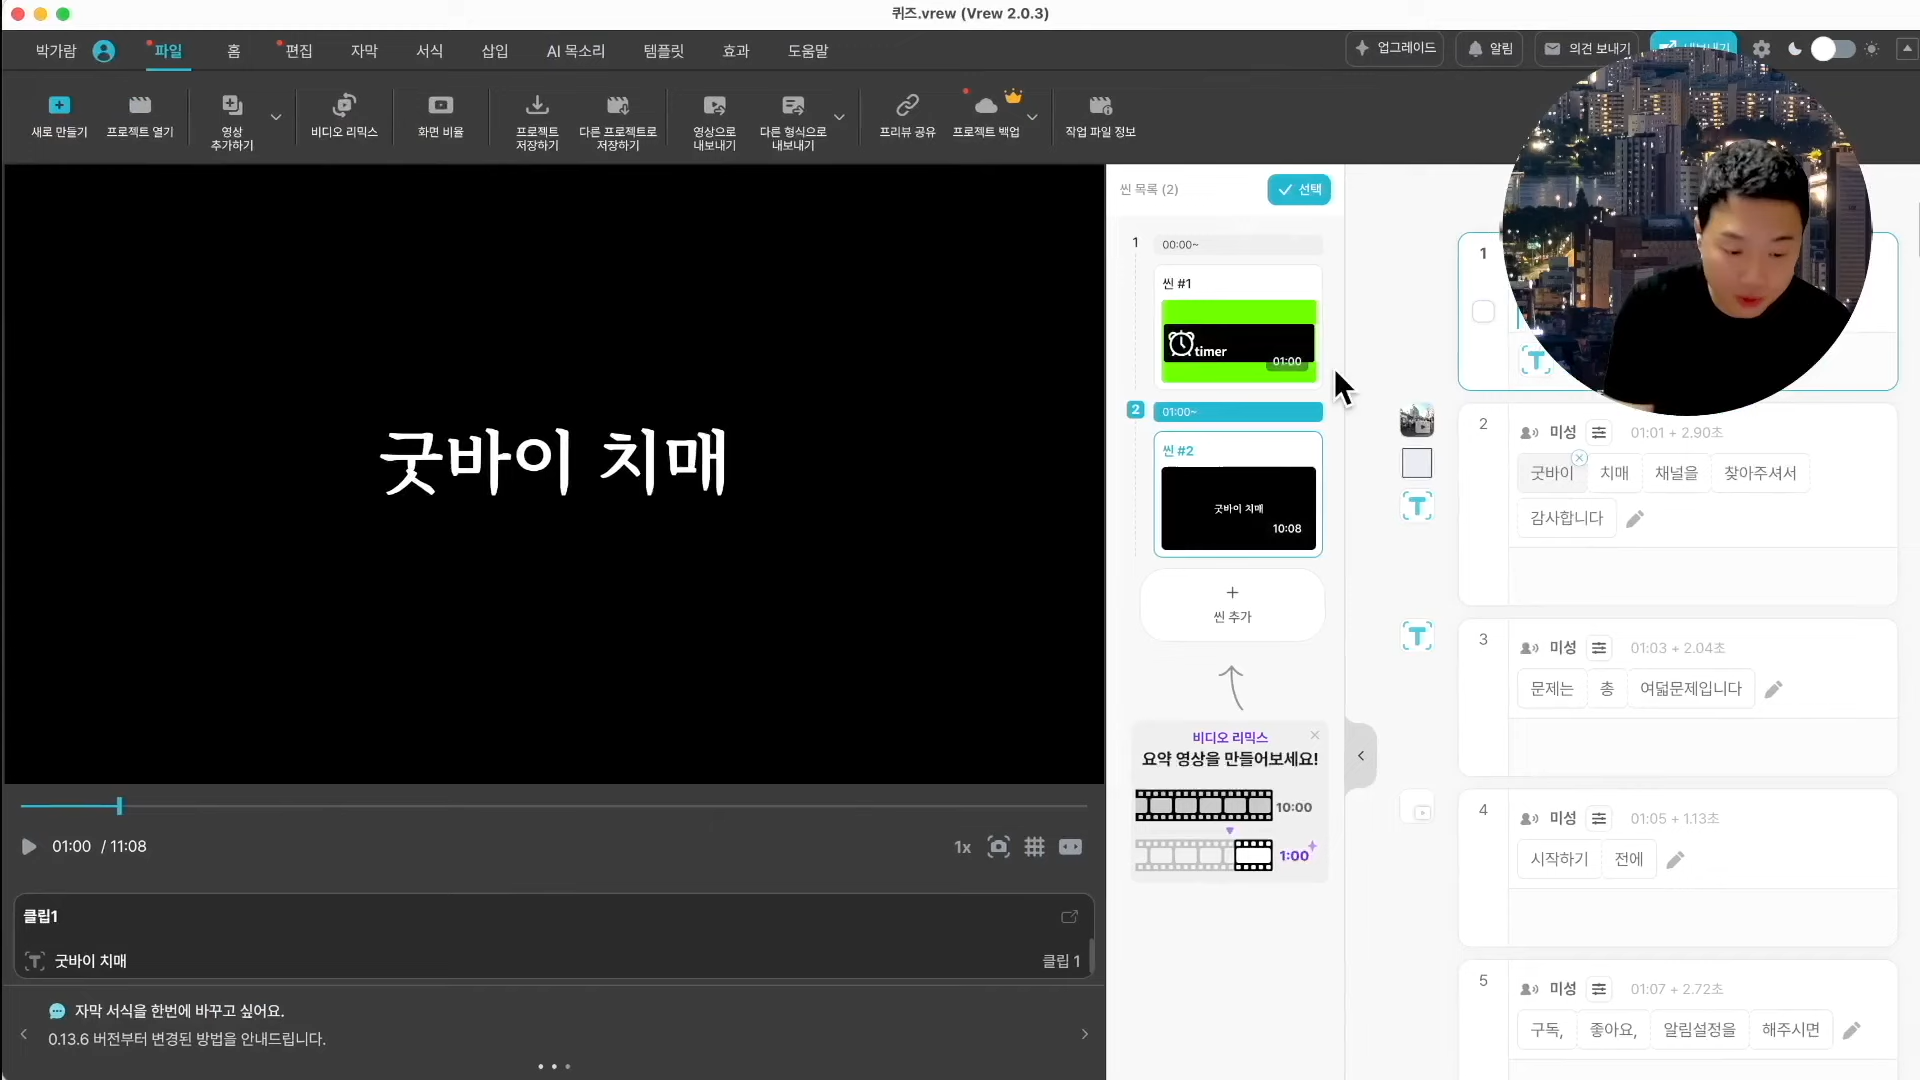 퀴즈.vrew (Vrew 2.0.3)
박가람 파일 홈 편집 자막 서식 삽입 AI 목소리 템플릿 효과 도움말 업그레이드 알림 의견 보내기
새로 만들기 프로젝트 열기 영상 추가하기 비디오 리믹스 화면 비율 프로젝트 저장하기 다른 프로젝트로 저장하기 영상으로 내보내기 다른 형식으로 내보내기 프리뷰 공유 프로젝트 백업 작업 파일 정보
굿바이 치매
01:00 / 11:08 1x
클립1
굿바이 치매 클립 1
자막 서식을 한번에 바꾸고 싶어요.
0.13.6 버전부터 변경된 방법을 안내드립니다.
씬 목록 (2) 선택
1 00:00~
씬 #1
timer
01:00
2 01:00~
씬 #2
굿바이 치매
10:08
씬 추가
비디오 리믹스
요약 영상을 만들어보세요!
10:00
1:00
1
2 미성 01:01 + 2.90초
굿바이 치매 채널을 찾아주셔서
감사합니다
3 미성 01:03 + 2.04초
문제는 총 여덟문제입니다
4 미성 01:05 + 1.13초
시작하기 전에
5 미성 01:07 + 2.72초
구독, 좋아요, 알림설정을 해주시면